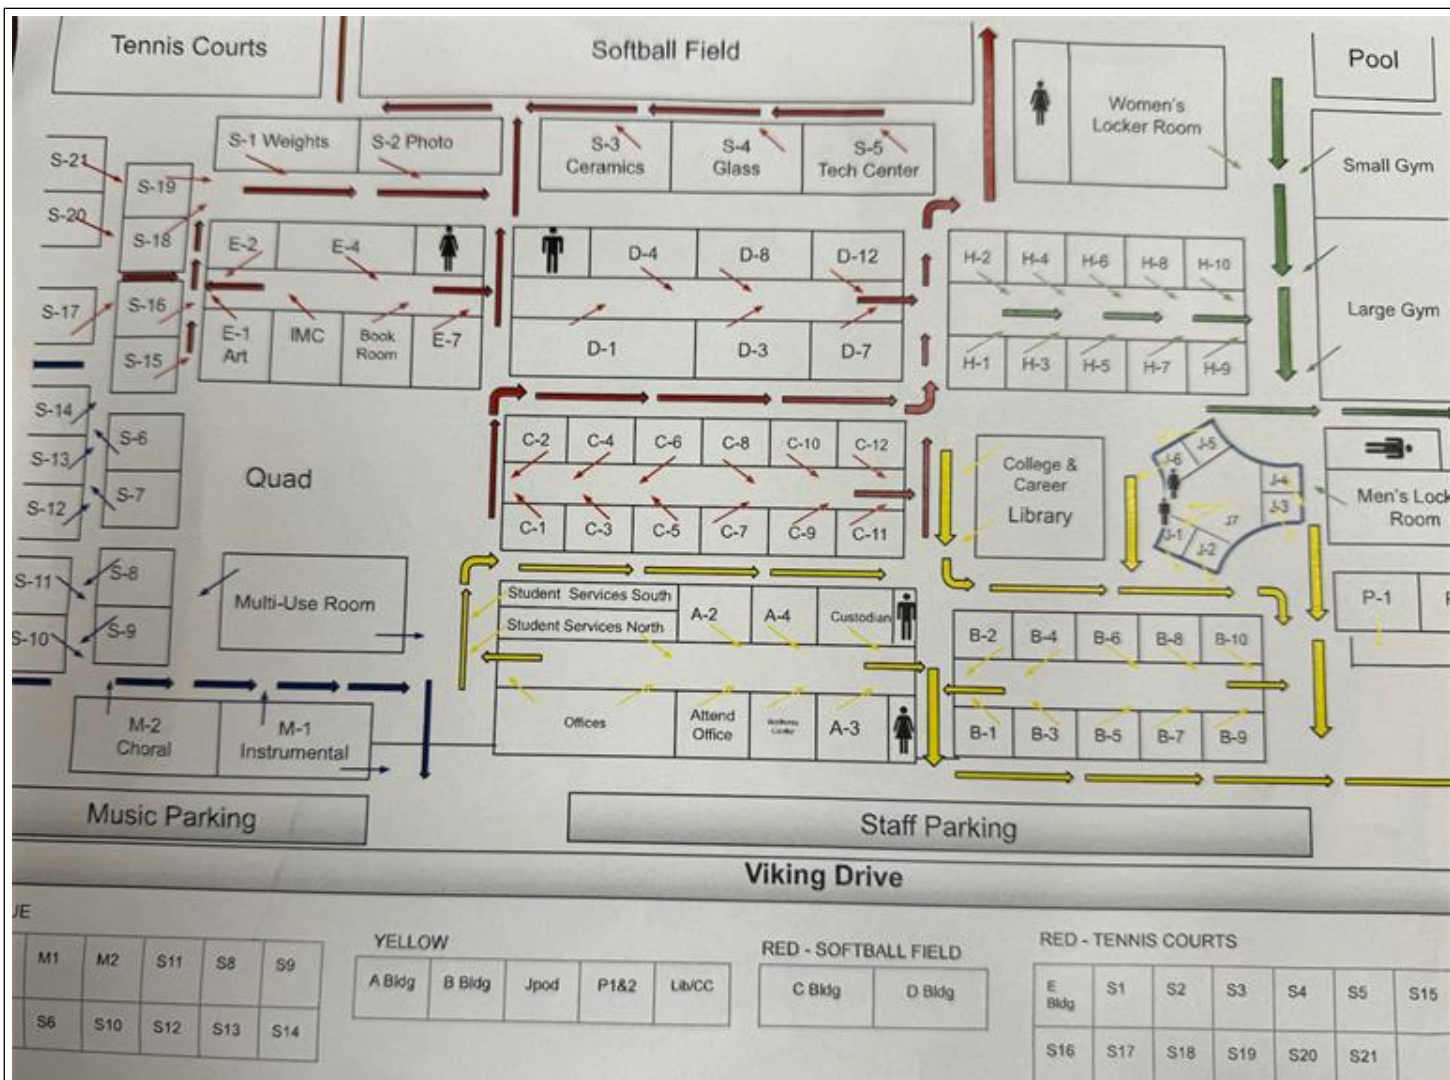 Tennis Courts
Softball Field
Women's
Locker Room
Pool
S-1 Weights
S-2 Photo
S-3
Ceramics
S-4
Glass
S-5
Tech Center
Small Gym
Large Gym
S-21
S-20
S-19
S-18
S-17
S-16
S-15
E-2
E-4
E-1
Art
IMC
Book
Room
E-7
D-4
D-8
D-12
D-1
D-3
D-7
H-2
H-4
H-6
H-8
H-10
H-1
H-3
H-5
H-7
H-9
S-14
S-13
S-12
S-6
S-7
Quad
C-2
C-4
C-6
C-8
C-10
C-12
C-1
C-3
C-5
C-7
C-9
C-11
College &
Career
Library
J-6
J-5
J-4
J-3
J7
J-1
J-2
Men's Lock
Room
S-11
S-10
S-8
S-9
Multi-Use Room
Student Services South
Student Services North
A-2
A-4
Custodian
Offices
Attend
Office
A-3
B-2
B-4
B-6
B-8
B-10
B-1
B-3
B-5
B-7
B-9
P-1
M-2
Choral
M-1
Instrumental
Music Parking
Staff Parking
Viking Drive
UE
M1 M2 S11 S8 S9
S6 S10 S12 S13 S14
YELLOW
A Bldg B Bldg Jpod P1&2 Lib/CC
RED - SOFTBALL FIELD
C Bldg D Bldg
RED - TENNIS COURTS
E
Bldg
S1 S2 S3 S4 S5 S15
S16 S17 S18 S19 S20 S21